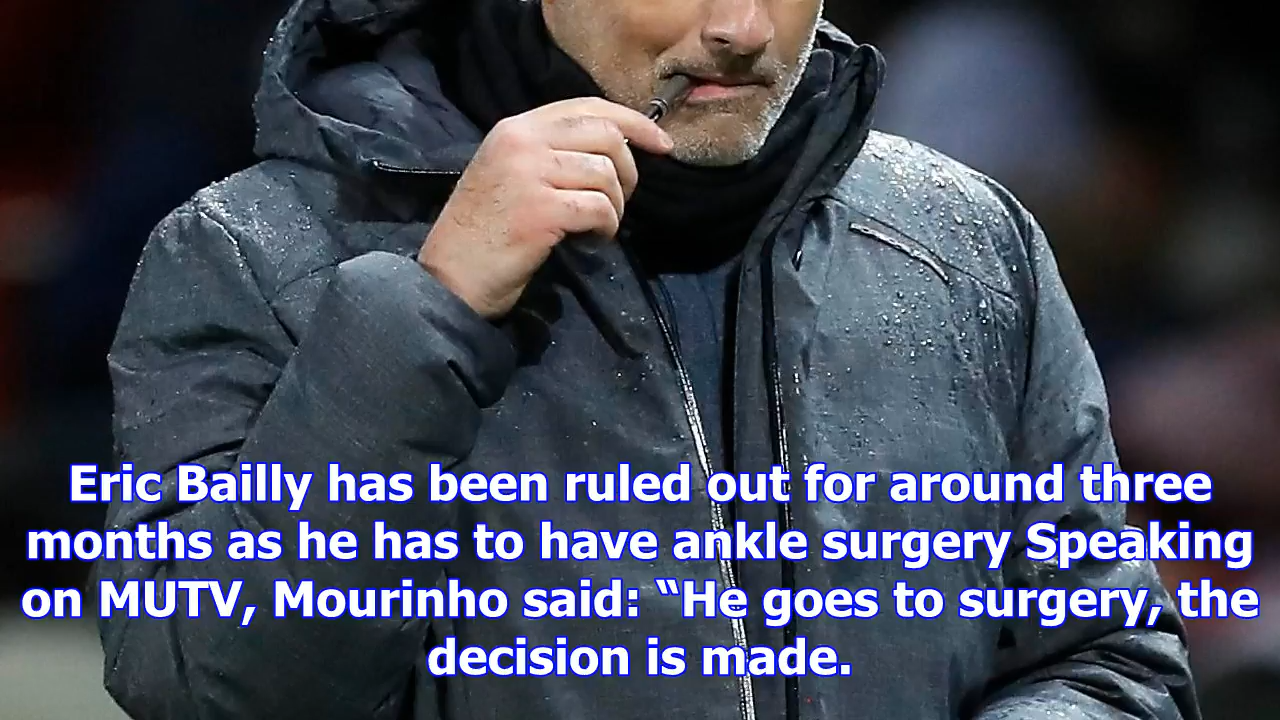 Eric Bailly has been ruled out for around three
months as he has to have ankle surgery Speaking
on MUTV, Mourinho said: “He goes to surgery, the
decision is made.